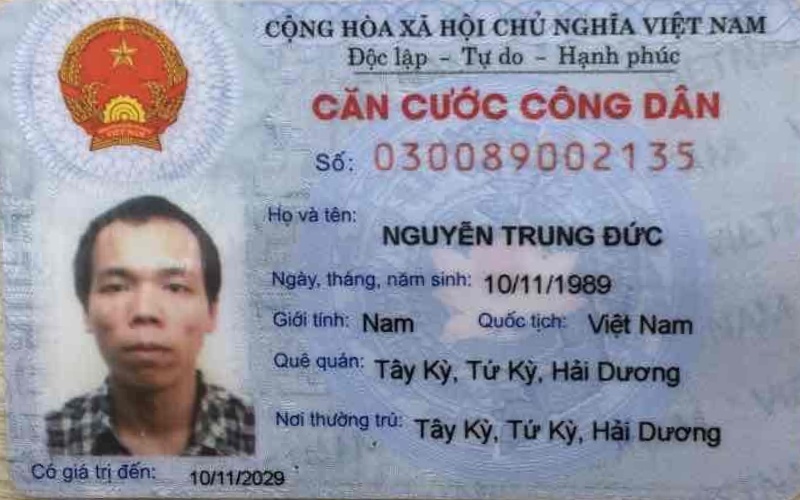 CỘNG HÒA XÃ HỘI CHỦ NGHĨA VIỆT NAM
Độc lập - Tự do - Hạnh phúc
CĂN CƯỚC CÔNG DÂN
Số: 030089002135
Họ và tên:
NGUYỄN TRUNG ĐỨC
Ngày, tháng, năm sinh: 10/11/1989
Giới tính: Nam Quốc tịch: Việt Nam
Quê quán: Tây Kỳ, Tứ Kỳ, Hải Dương
Nơi thường trú: Tây Kỳ, Tứ Kỳ, Hải Dương
Có giá trị đến: 10/11/2029
VIỆT NAM